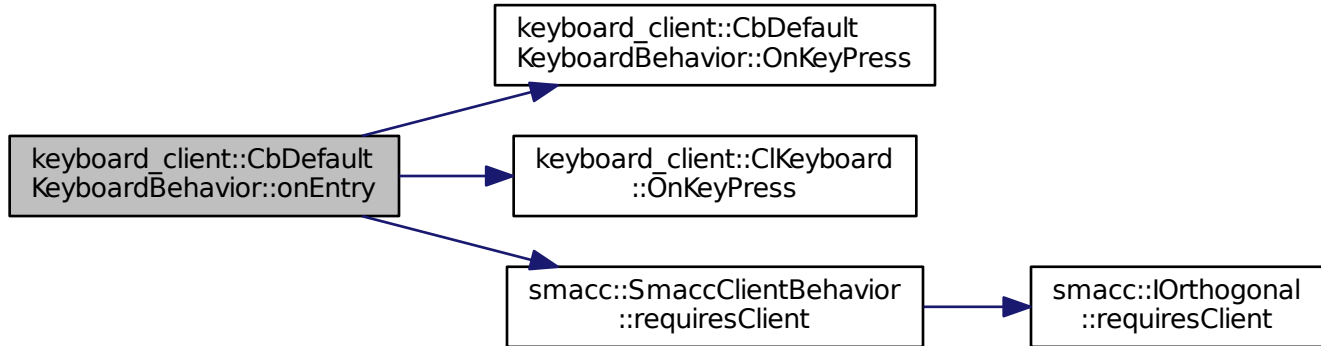 keyboard_client::CbDefault
KeyboardBehavior::OnKeyPress
keyboard_client::CbDefault
KeyboardBehavior::onEntry
keyboard_client::ClKeyboard
::OnKeyPress
smacc::SmaccClientBehavior
::requiresClient
smacc::IOrthogonal
::requiresClient